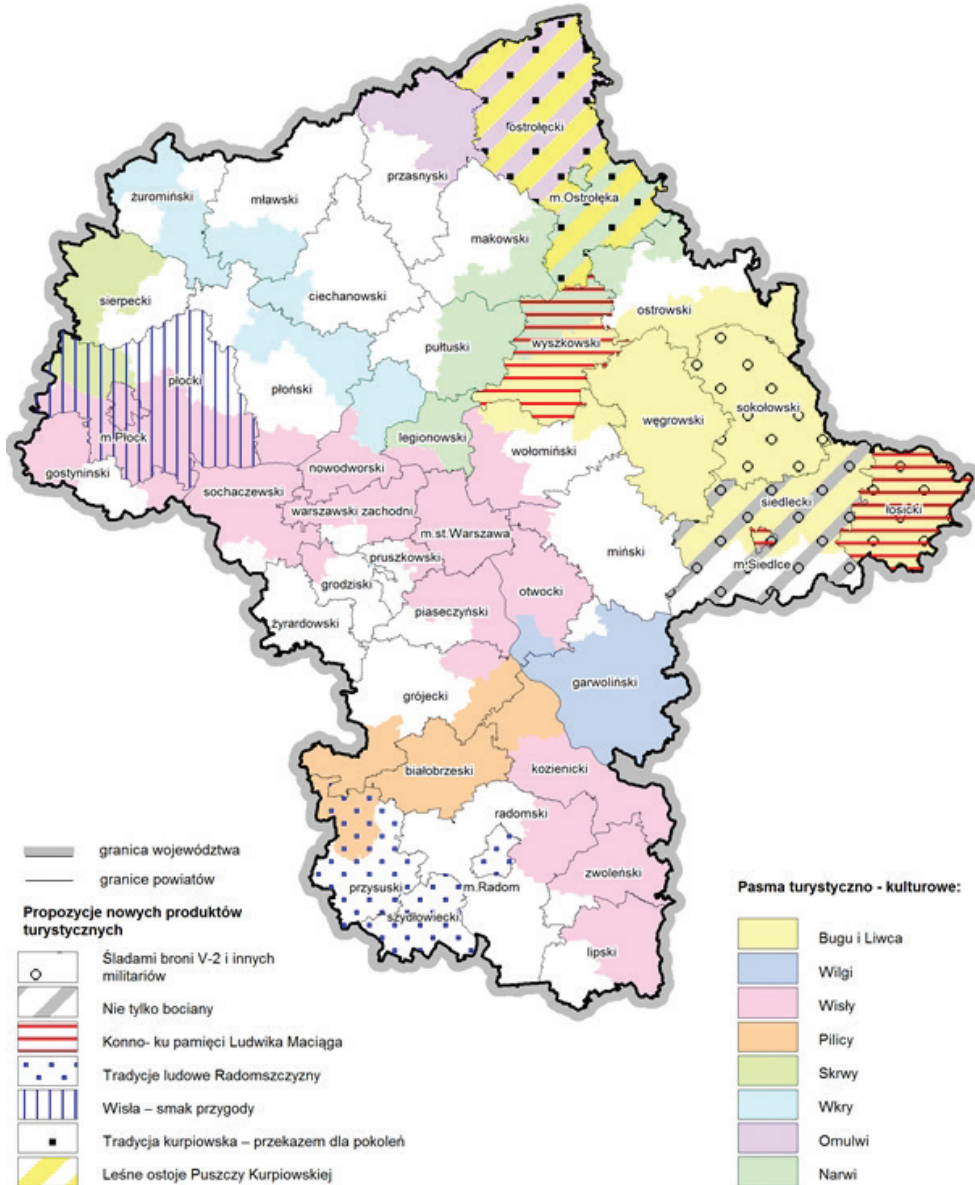 ostrołęcki
przasnyski
żuromiński
mławski
m.Ostrołęka
makowski
sierpecki
ciechanowski
ostrowski
pułtuski
wyszkowski
płocki
płoński
sokołowski
węgrowski
m.Płock
legionowski
wołomiński
gostyniński
nowodworski
sochaczewski
siedlecki
łosicki
warszawski zachodni
m.st.Warszawa
miński
m.Siedlce
pruszkowski
grodziski
otwocki
piaseczyński
żyrardowski
garwoliński
grójecki
białobrzeski
kozienicki
radomski
zwoleński
przysuski
m.Radom
szydłowiecki
lipski
granica województwa
granice powiatów
Propozycje nowych produktów
turystycznych
Śladami broni V-2 i innych
militariów
Nie tylko bociany
Konno- ku pamięci Ludwika Maciąga
Tradycje ludowe Radomszczyzny
Wisła – smak przygody
Tradycja kurpiowska – przekazem dla pokoleń
Leśne ostoje Puszczy Kurpiowskiej
Pasma turystyczno - kulturowe:
Bugu i Liwca
Wilgi
Wisły
Pilicy
Skrwy
Wkry
Omulwi
Narwi